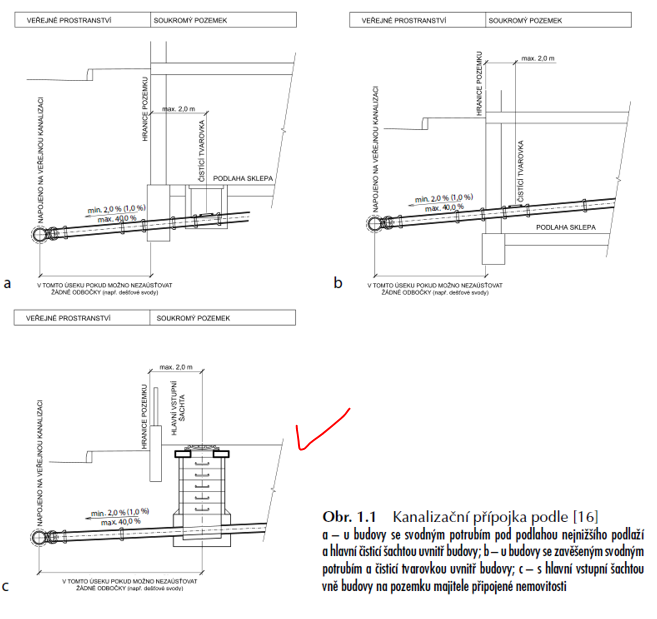 VEŘEJNÉ PROSTRANSTVÍ
SOUKROMÝ POZEMEK
NAPOJENO NA VEŘEJNOU KANALIZACI
HRANICE POZEMKU
max. 2,0 m
ČISTÍCÍ TVAROVKA
PODLAHA SKLEPA
min. 2,0 % (1,0 %)
max. 40,0 %
V TOMTO ÚSEKU POKUD MOŽNO NEZAÚSŤOVAT
ŽÁDNÉ ODBOČKY (např. dešťové svody)
a
VEŘEJNÉ PROSTRANSTVÍ
SOUKROMÝ POZEMEK
NAPOJENO NA VEŘEJNOU KANALIZACI
HRANICE POZEMKU
max. 2,0 m
ČISTÍCÍ TVAROVKA
min. 2,0 % (1,0 %)
max. 40,0 %
PODLAHA SKLEPA
V TOMTO ÚSEKU POKUD MOŽNO NEZAÚSŤOVAT
ŽÁDNÉ ODBOČKY (např. dešťové svody)
b
VEŘEJNÉ PROSTRANSTVÍ
SOUKROMÝ POZEMEK
NAPOJENO NA VEŘEJNOU KANALIZACI
HRANICE POZEMKU
max. 2,0 m
HLAVNÍ VSTUPNÍ
ŠACHTA
min. 2,0 % (1,0 %)
max. 40,0 %
V TOMTO ÚSEKU POKUD MOŽNO NEZAÚSŤOVAT
ŽÁDNÉ ODBOČKY (např. dešťové svody)
c
Obr. 1.1 Kanalizační přípojka podle [16]
a – u budovy se svodným potrubím pod podlahou nejnižšího podlaží
a hlavní čisticí šachtou uvnitř budovy; b – u budovy se zavěšeným svodným
potrubím a čisticí tvarovkou uvnitř budovy; c – s hlavní vstupní šachtou
vně budovy na pozemku majitele připojené nemovitosti